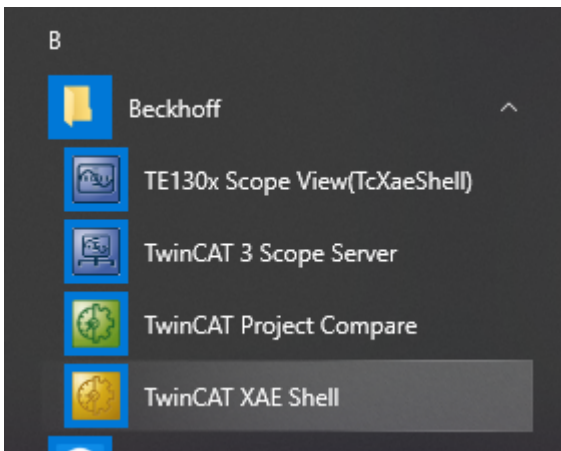 B
Beckhoff
TE130x Scope View(TcXaeShell)
TwinCAT 3 Scope Server
TwinCAT Project Compare
TwinCAT XAE Shell